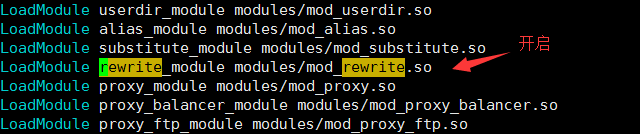 LoadModule userdir_module modules/mod_userdir.so
LoadModule alias_module modules/mod_alias.so
LoadModule substitute_module modules/mod_substitute.so
LoadModule rewrite_module modules/mod_rewrite.so
开启
LoadModule proxy_module modules/mod_proxy.so
LoadModule proxy_balancer_module modules/mod_proxy_balancer.so
LoadModule proxy_ftp_module modules/mod_proxy_ftp.so